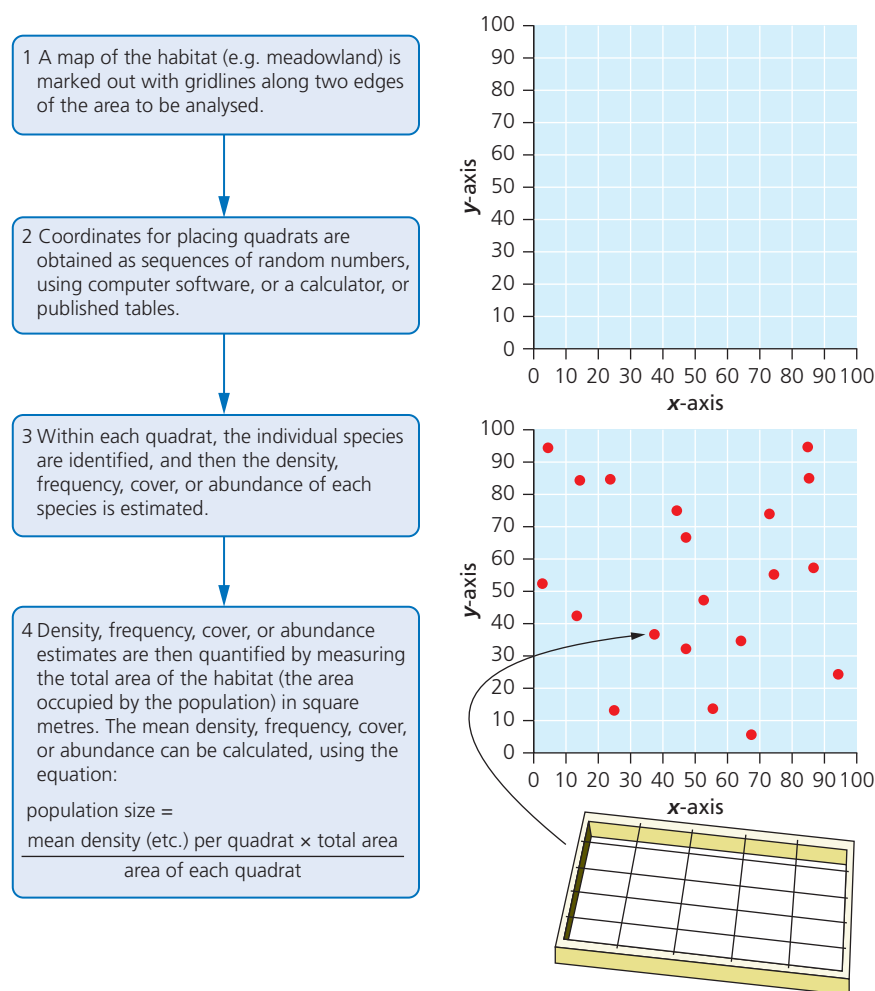 1 A map of the habitat (e.g. meadowland) is
marked out with gridlines along two edges
of the area to be analysed.
2 Coordinates for placing quadrats are
obtained as sequences of random numbers,
using computer software, or a calculator, or
published tables.
3 Within each quadrat, the individual species
are identified, and then the density,
frequency, cover, or abundance of each
species is estimated.
4 Density, frequency, cover, or abundance
estimates are then quantified by measuring
the total area of the habitat (the area
occupied by the population) in square
metres. The mean density, frequency, cover,
or abundance can be calculated, using the
equation:
population size =
mean density (etc.) per quadrat × total area
area of each quadrat
100
90
80
70
60
50
40
30
20
10
0
y-axis
0 10 20 30 40 50 60 70 80 90 100
x-axis
100
90
80
70
60
50
40
30
20
10
0
y-axis
0 10 20 30 40 50 60 70 80 90 100
x-axis